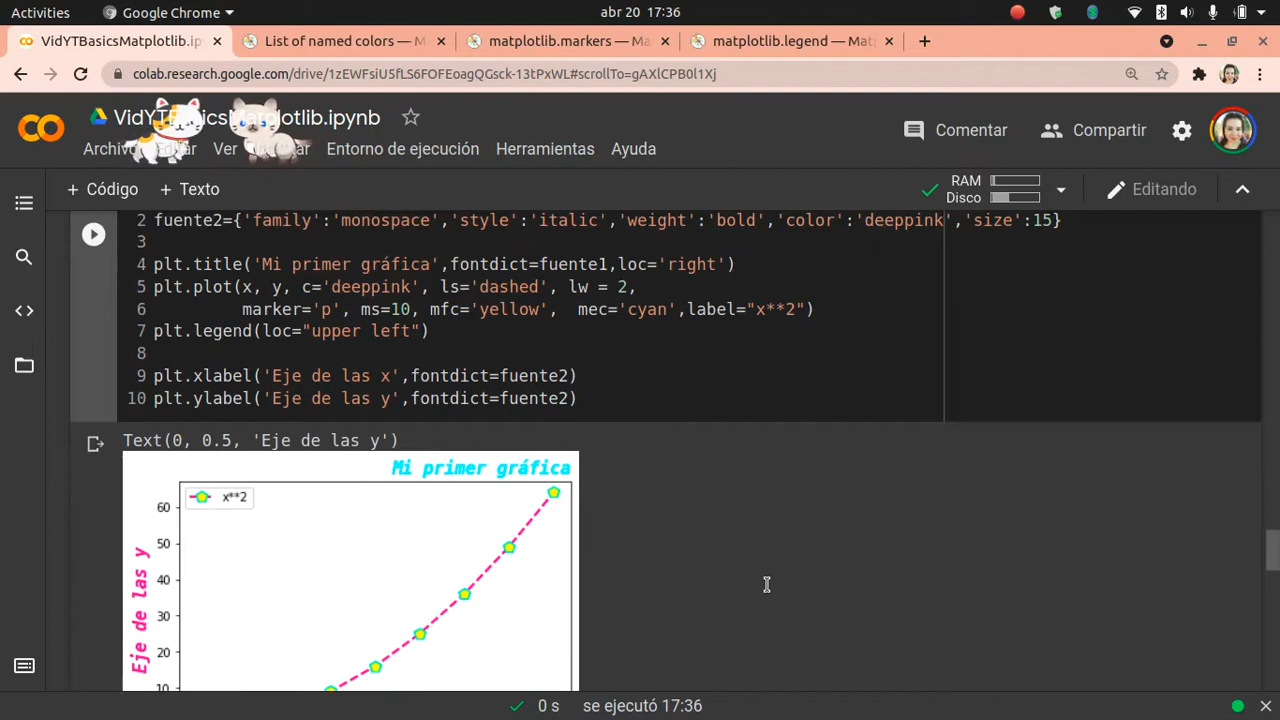 Activities
Google Chrome
abr 20 17:36
VidYTBasicsMatplotlib.ip
List of named colors — M
matplotlib.markers — Ma
matplotlib.legend — Mat
colab.research.google.com/drive/1zEWFsiU5fLS6FOFEoagQGsck-13tPxWL#scrollTo=gAXlCPB0l1Xj
VidYTBasicsMatplotlib.ipynb
Comentar
Compartir
Archivo Editar Ver Insertar Entorno de ejecución Herramientas Ayuda
+ Código + Texto
RAM
Disco
Editando
2 fuente2={'family':'monospace','style':'italic','weight':'bold','color':'deeppink','size':15}
3
4 plt.title('Mi primer gráfica',fontdict=fuente1,loc='right')
5 plt.plot(x, y, c='deeppink', ls='dashed', lw = 2,
6 marker='p', ms=10, mfc='yellow', mec='cyan',label="x**2")
7 plt.legend(loc="upper left")
8
9 plt.xlabel('Eje de las x',fontdict=fuente2)
10 plt.ylabel('Eje de las y',fontdict=fuente2)
Text(0, 0.5, 'Eje de las y')
Mi primer gráfica
x**2
60
50
40
30
20
10
Eje de las y
0 s se ejecutó 17:36